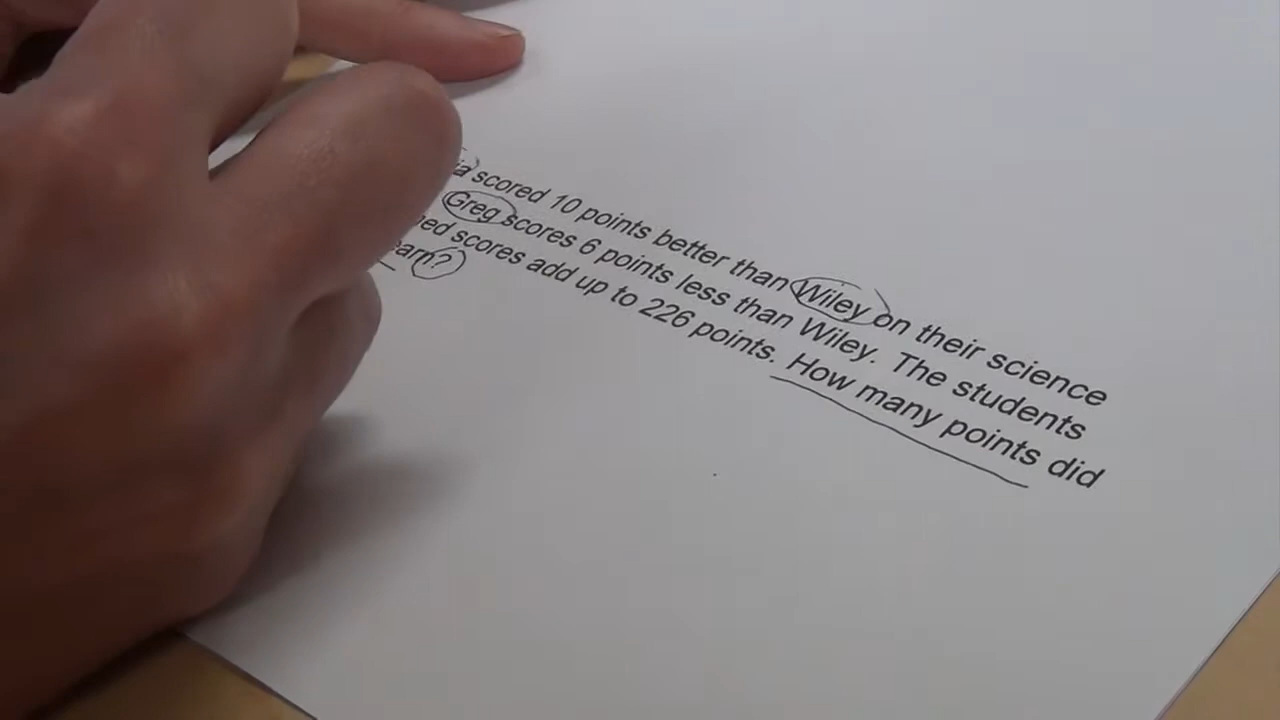 scored 10 points better than Wiley on their science
Greg scores 6 points less than Wiley. The students
scores add up to 226 points. How many points did
earn?